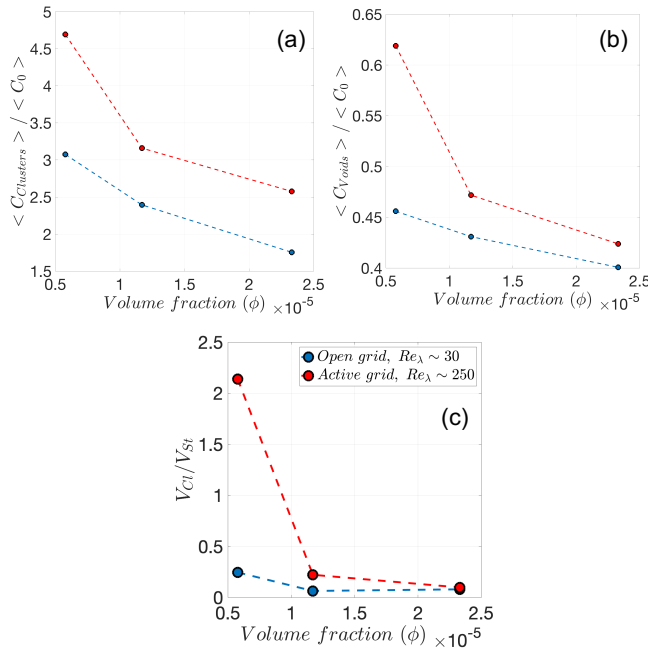 5
4.5
4
3.5
3
2.5
2
1.5
< C_Clusters > / < C_0 >
(a)
0.5 1 1.5 2 2.5
Volume fraction (ϕ) ×10^-5
0.65
0.6
0.55
0.5
0.45
0.4
< C_Voids > / < C_0 >
(b)
0.5 1 1.5 2 2.5
Volume fraction (ϕ) ×10^-5
2.5
2
1.5
1
0.5
0
V_Cl/V_St
Open grid, Re_λ ∼ 30
Active grid, Re_λ ∼ 250
(c)
0.5 1 1.5 2 2.5
Volume fraction (ϕ) ×10^-5